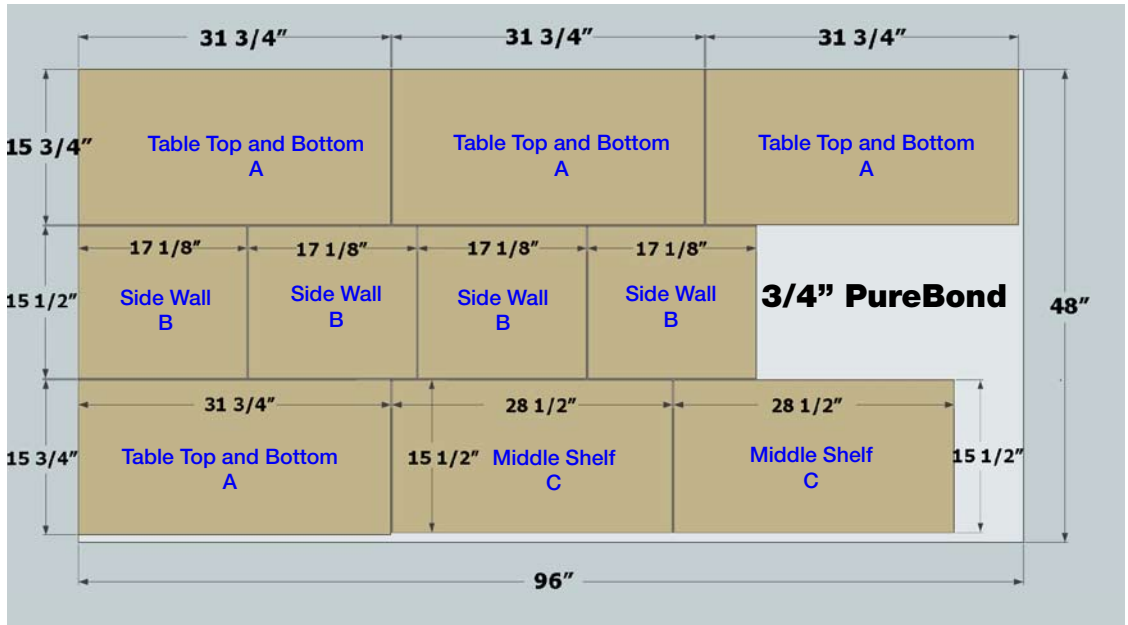 31 3/4” 31 3/4” 31 3/4”
15 3/4”
Table Top and Bottom
A
Table Top and Bottom
A
Table Top and Bottom
A
17 1/8” 17 1/8” 17 1/8” 17 1/8”
15 1/2”
Side Wall
B
Side Wall
B
Side Wall
B
Side Wall
B
3/4” PureBond
48”
31 3/4” 28 1/2” 28 1/2”
15 3/4”
Table Top and Bottom
A
15 1/2”
Middle Shelf
C
Middle Shelf
C
15 1/2”
96”